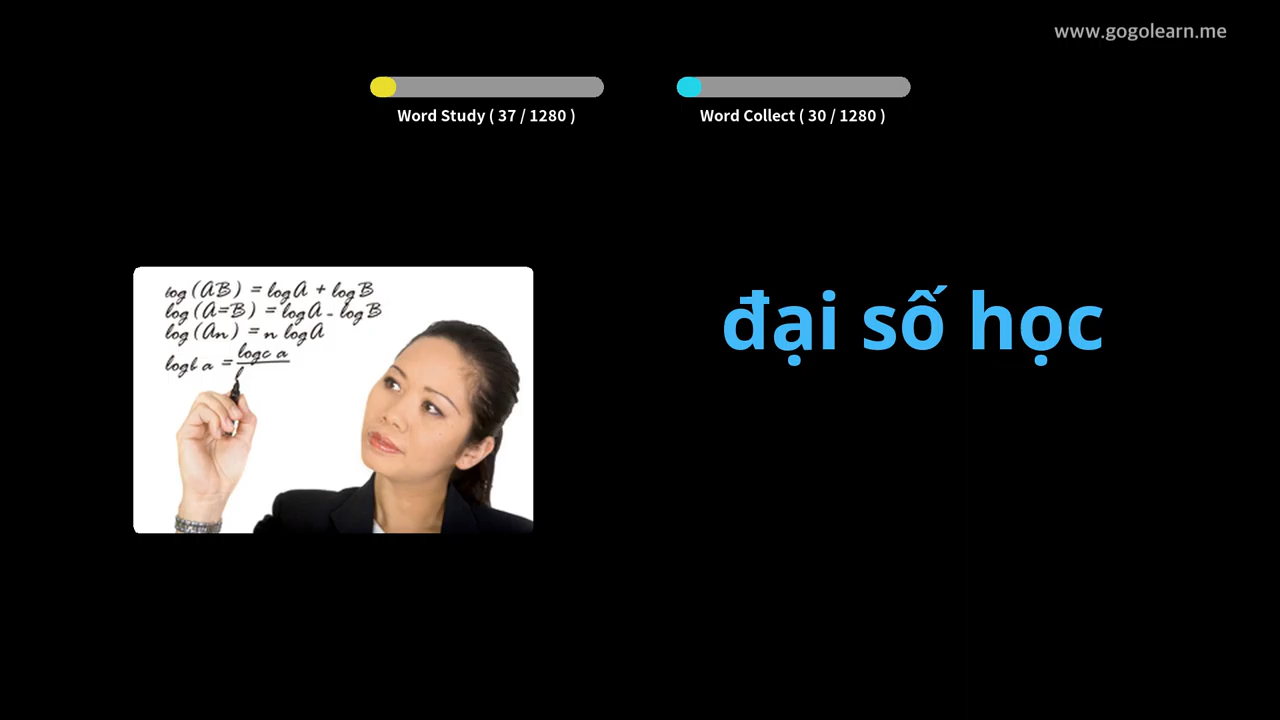 www.gogolearn.me
Word Study ( 37 / 1280 )
Word Collect ( 30 / 1280 )
log (AB) = log A + log B
log (A=B) = log A - log B
log (An) = n log A
logc a
logb a =
đại số học